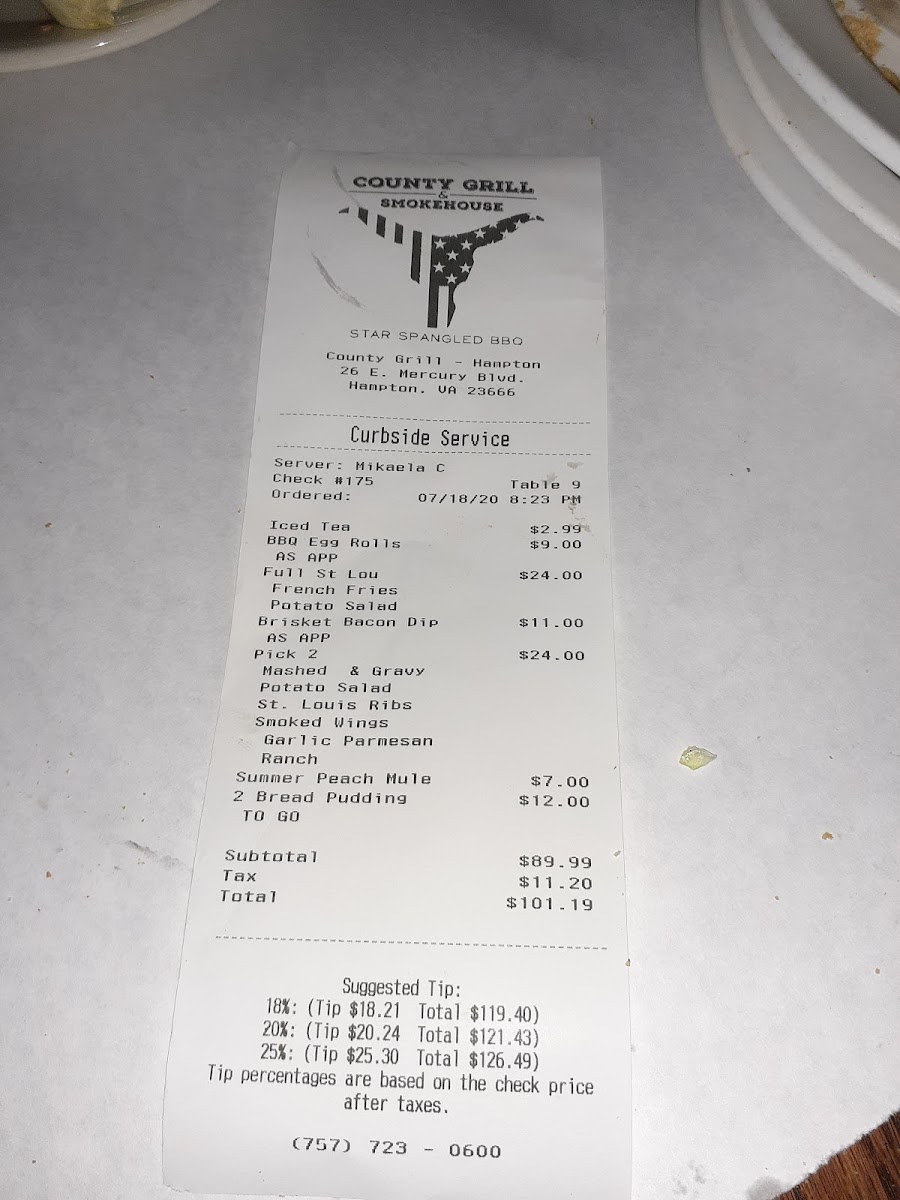 COUNTY GRILL
&
SMOKEHOUSE
STAR SPANGLED BBQ
County Grill - Hampton
26 E. Mercury Blvd.
Hampton, VA 23666
Curbside Service
Server: Mikaela C
Check #175 Table 9
Ordered: 07/18/20 8:23 PM
Iced Tea $2.99
BBQ Egg Rolls $9.00
AS APP
Full St Lou $24.00
French Fries
Potato Salad
Brisket Bacon Dip $11.00
AS APP
Pick 2 $24.00
Mashed & Gravy
Potato Salad
St. Louis Ribs
Smoked Wings
Garlic Parmesan
Ranch
Summer Peach Mule $7.00
2 Bread Pudding $12.00
TO GO
Subtotal $89.99
Tax $11.20
Total $101.19
Suggested Tip:
18%: (Tip $18.21 Total $119.40)
20%: (Tip $20.24 Total $121.43)
25%: (Tip $25.30 Total $126.49)
Tip percentages are based on the check price
after taxes.
(757) 723 - 0600